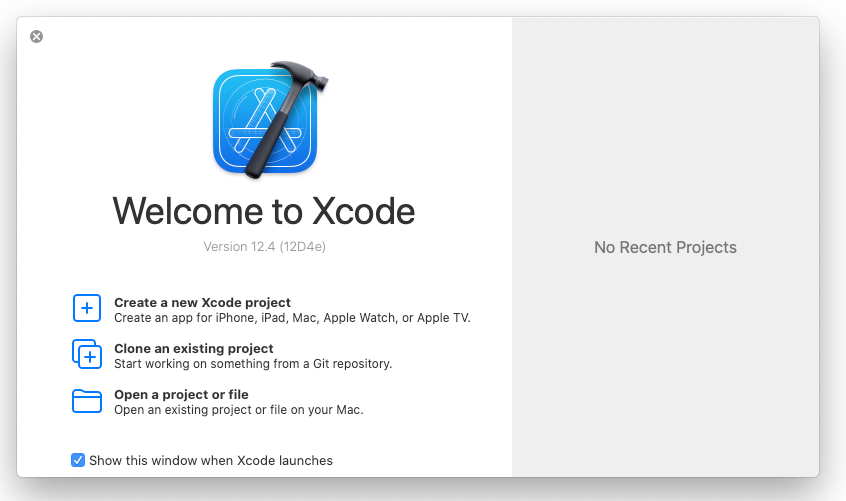 Welcome to Xcode
Version 12.4 (12D4e)
Create a new Xcode project
Create an app for iPhone, iPad, Mac, Apple Watch, or Apple TV.
Clone an existing project
Start working on something from a Git repository.
Open a project or file
Open an existing project or file on your Mac.
Show this window when Xcode launches
No Recent Projects